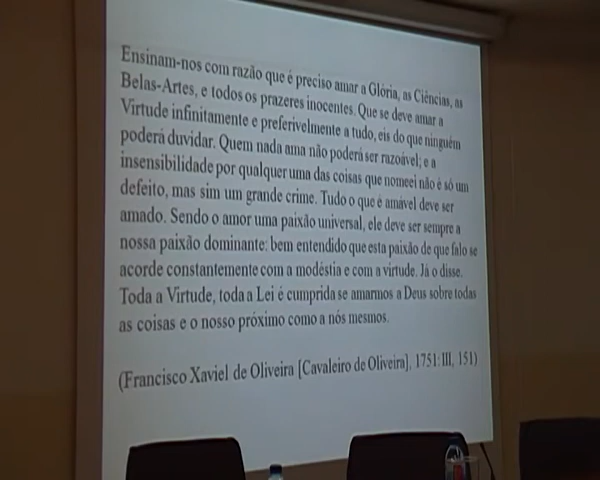 Ensinam-nos com razão que é preciso amar a Glória, as Ciências, as
Belas-Artes, e todos os prazeres inocentes. Que se deve amar a
Virtude infinitamente e preferivelmente a tudo, eis do que ninguém
poderá duvidar. Quem nada ama não poderá ser razoável; e a
insensibilidade por qualquer uma das coisas que nomeei não é só um
defeito, mas sim um grande crime. Tudo o que é amável deve ser
amado. Sendo o amor uma paixão universal, ele deve ser sempre a
nossa paixão dominante: bem entendido que esta paixão de que falo se
acorde constantemente com a modéstia e com a virtude. Já o disse.
Toda a Virtude, toda a Lei é cumprida se amarmos a Deus sobre todas
as coisas e o nosso próximo como a nós mesmos.
(Francisco Xaviel de Oliveira [Cavaleiro de Oliveira], 1751: III, 151)